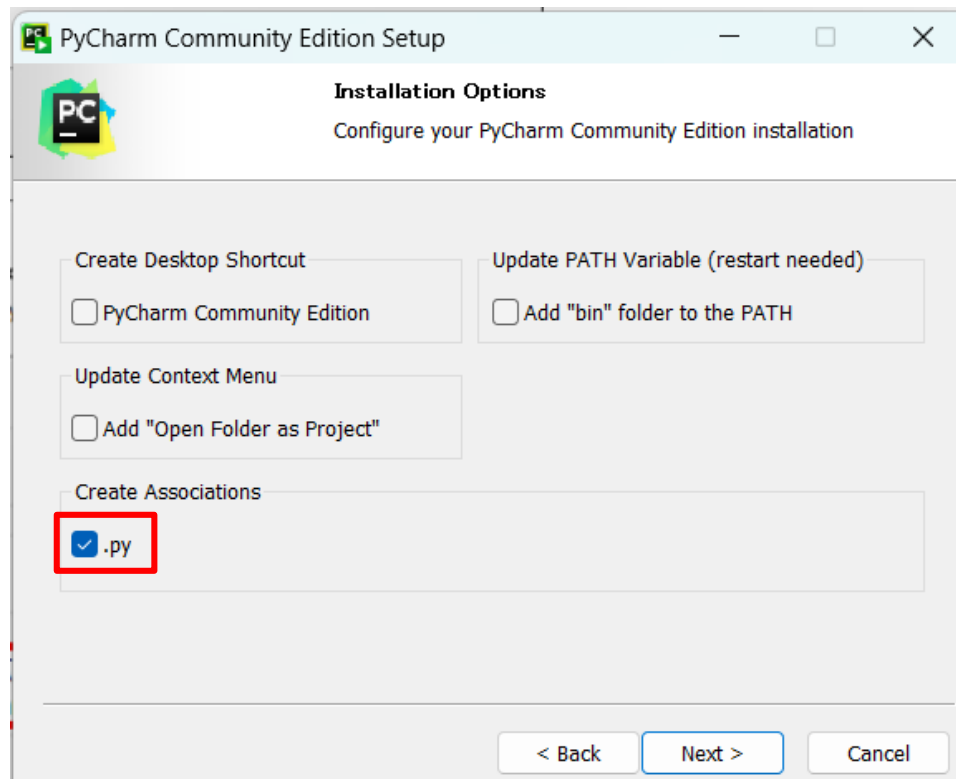 PyCharm Community Edition Setup
PC
Installation Options
Configure your PyCharm Community Edition installation
Create Desktop Shortcut
PyCharm Community Edition
Update PATH Variable (restart needed)
Add "bin" folder to the PATH
Update Context Menu
Add "Open Folder as Project"
Create Associations
.py
< Back
Next >
Cancel